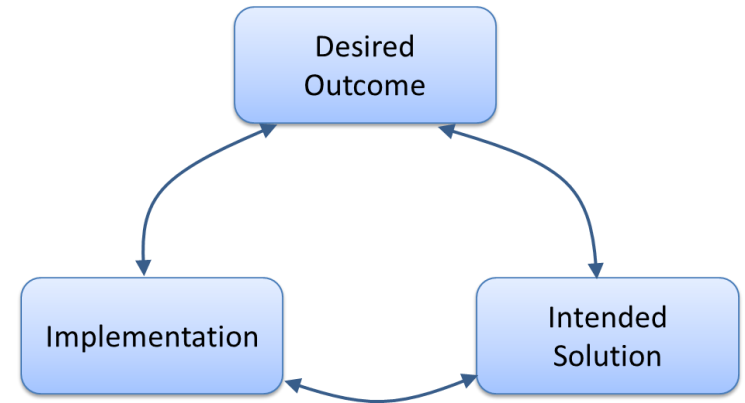 Desired
Outcome
Implementation
Intended
Solution